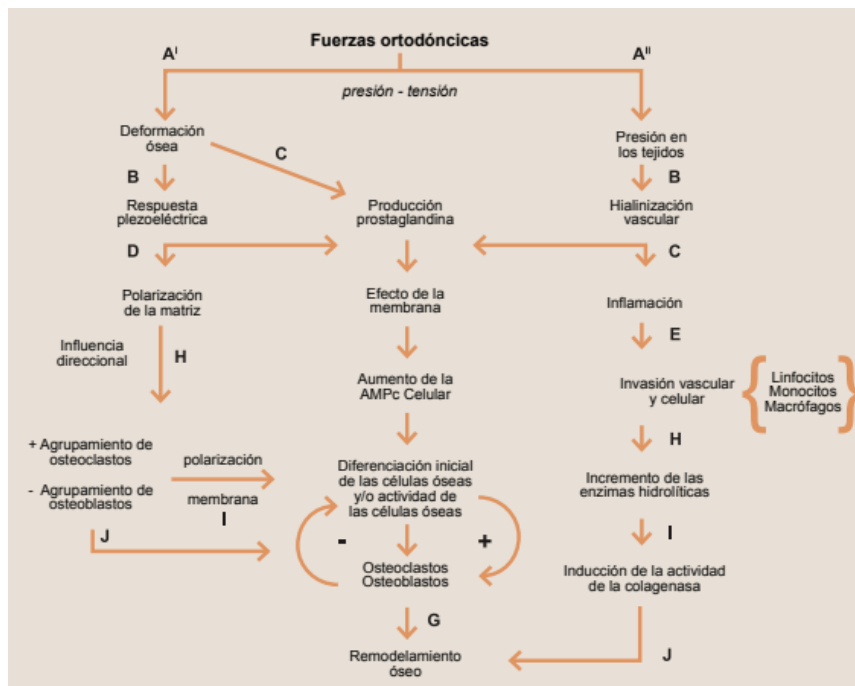 Fuerzas ortodóncicas
A^I
A^II
presión - tensión
Deformación
ósea
C
Presión en
los tejidos
B
B
Respuesta
plezoeléctrica
Producción
prostaglandina
Hialinización
vascular
D
C
Polarización
de la matriz
Efecto de la
membrana
Inflamación
Influencia
direccional
H
E
Aumento de la
AMPc Celular
Invasión vascular
y celular
Linfocitos
Monocitos
Macrófagos
H
+ Agrupamiento de
osteoclastos
- Agrupamiento de
osteoblastos
polarización
membrana
I
Diferenciación inicial
de las células óseas
y/o actividad de
las células óseas
Incremento de las
enzimas hidrolíticas
J
-
+
I
Osteoclastos
Osteoblastos
Inducción de la actividad
de la colagenasa
G
Remodelamiento
óseo
J